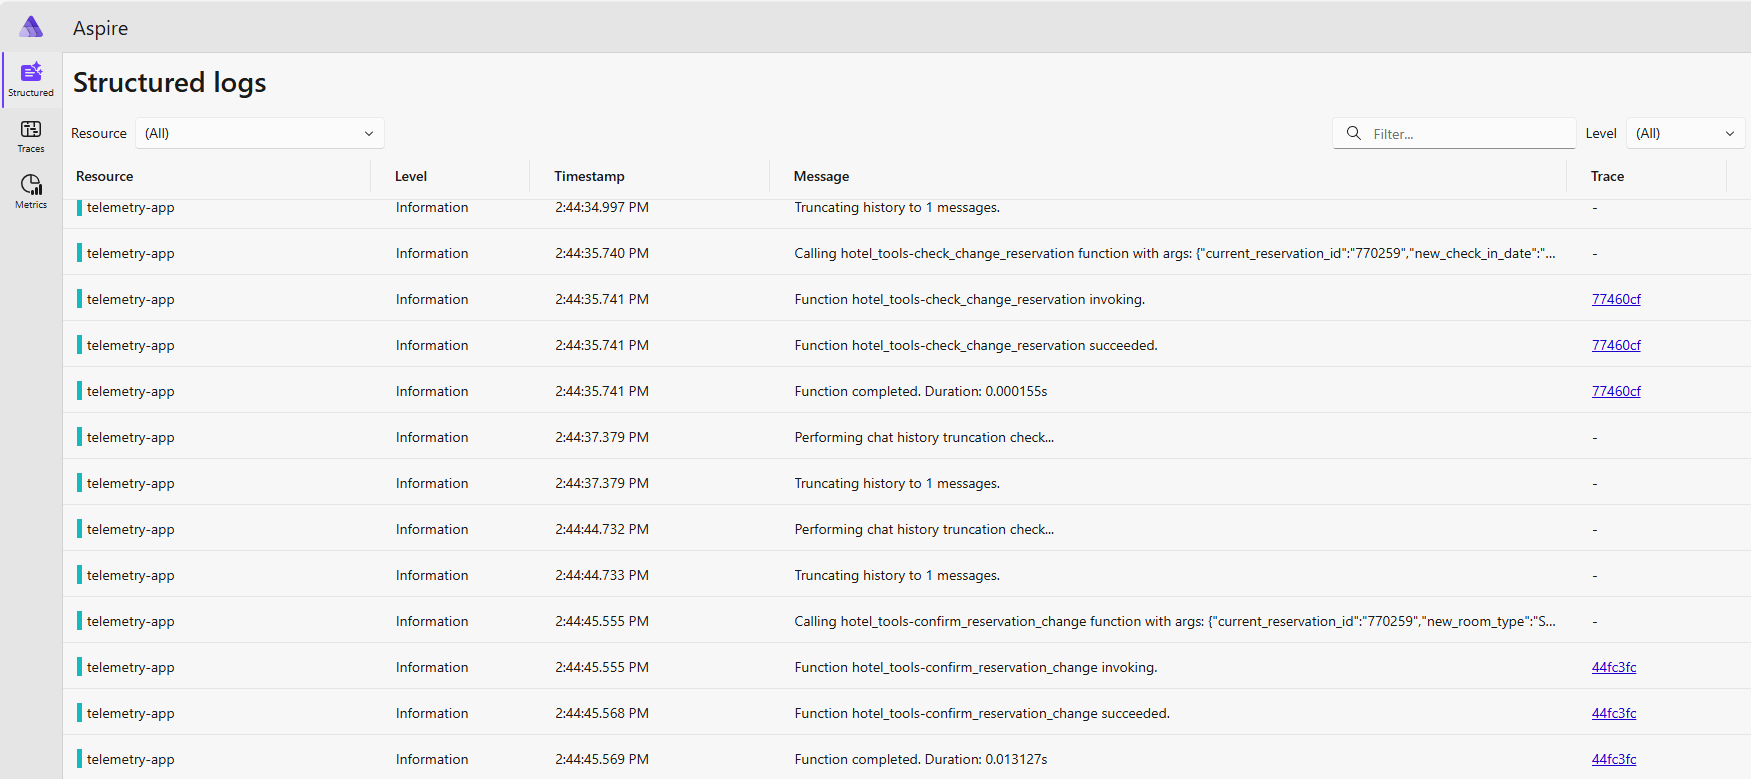 Aspire
Structured
Traces
Metrics
Structured logs
Resource (All) Filter... Level (All)
Resource Level Timestamp Message Trace
telemetry-app Information 2:44:34.997 PM Truncating history to 1 messages. -
telemetry-app Information 2:44:35.740 PM Calling hotel_tools-check_change_reservation function with args: {"current_reservation_id":"770259","new_check_in_date":"... -
telemetry-app Information 2:44:35.741 PM Function hotel_tools-check_change_reservation invoking. 77460cf
telemetry-app Information 2:44:35.741 PM Function hotel_tools-check_change_reservation succeeded. 77460cf
telemetry-app Information 2:44:35.741 PM Function completed. Duration: 0.000155s 77460cf
telemetry-app Information 2:44:37.379 PM Performing chat history truncation check... -
telemetry-app Information 2:44:37.379 PM Truncating history to 1 messages. -
telemetry-app Information 2:44:44.732 PM Performing chat history truncation check... -
telemetry-app Information 2:44:44.733 PM Truncating history to 1 messages. -
telemetry-app Information 2:44:45.555 PM Calling hotel_tools-confirm_reservation_change function with args: {"current_reservation_id":"770259","new_room_type":"S... -
telemetry-app Information 2:44:45.555 PM Function hotel_tools-confirm_reservation_change invoking. 44fc3fc
telemetry-app Information 2:44:45.568 PM Function hotel_tools-confirm_reservation_change succeeded. 44fc3fc
telemetry-app Information 2:44:45.569 PM Function completed. Duration: 0.013127s 44fc3fc